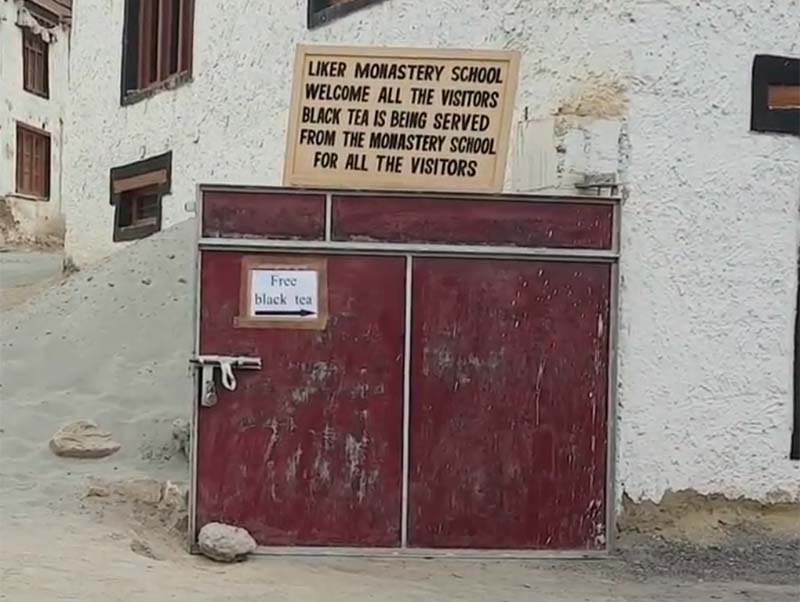 LIKER MONASTERY SCHOOL
WELCOME ALL THE VISITORS
BLACK TEA IS BEING SERVED
FROM THE MONASTERY SCHOOL
FOR ALL THE VISITORS
Free
black tea